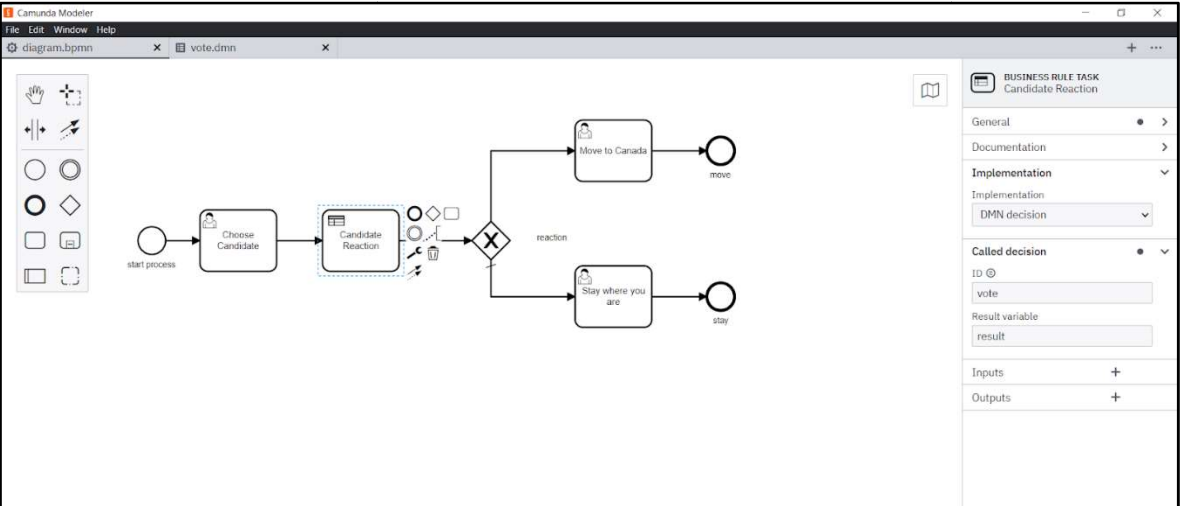 Camunda Modeler
File Edit Window Help
diagram.bpmn
vote.dmn
BUSINESS RULE TASK
Candidate Reaction
General
Documentation
Implementation
Implementation
DMN decision
Called decision
ID
vote
Result variable
result
Inputs
Outputs
start process
Choose
Candidate
Candidate
Reaction
X
reaction
Move to Canada
move
Stay where you
are
stay